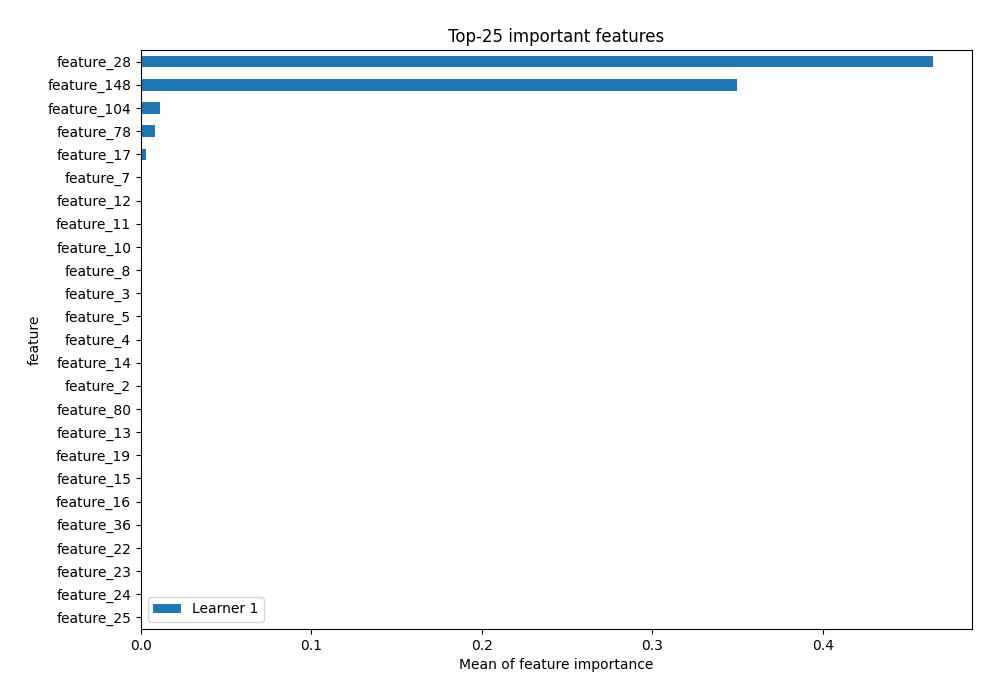 Top-25 important features
feature_28
feature_148
feature_104
feature_78
feature_17
feature_7
feature_12
feature_11
feature_10
feature_8
feature_3
feature_5
feature_4
feature_14
feature_2
feature_80
feature_13
feature_19
feature_15
feature_16
feature_36
feature_22
feature_23
feature_24
feature_25
feature
Learner 1
0.0 0.1 0.2 0.3 0.4
Mean of feature importance